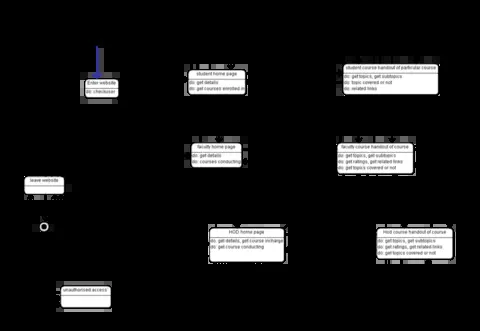 Enter website
do: checkuser
student home page
do: get details
do: get courses enrolled in
student course handout of particular course
do: get topics, get subtopics
do: topic covered or not
do: related links
faculty home page
do: get details
do: courses conducting
faculty course handout of course
do: get topics, get subtopics
do: get ratings, get related links
do: get topics covered or not
leave website
HOD home page
do: get details, get course incharge
do: get course conducting
Hod course handout of course
do: get topics, get subtopics
do: get ratings, get related links
do: get topics covered or not
unauthorised access